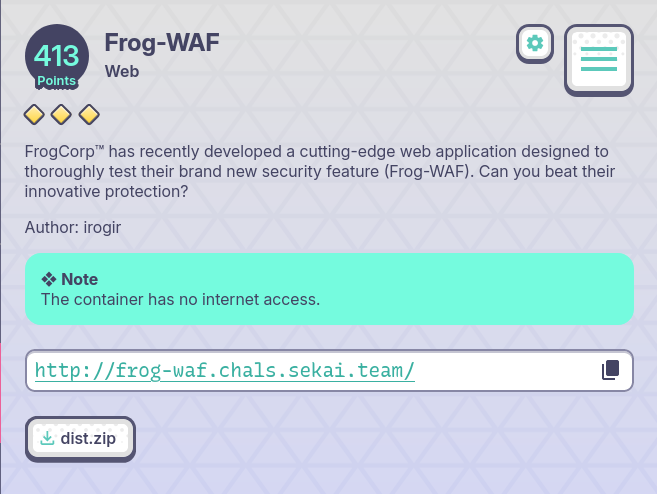 413
Points
Frog-WAF
Web
FrogCorp™ has recently developed a cutting-edge web application designed to
thoroughly test their brand new security feature (Frog-WAF). Can you beat their
innovative protection?
Author: irogir
❖ Note
The container has no internet access.
http://frog-waf.chals.sekai.team/
dist.zip